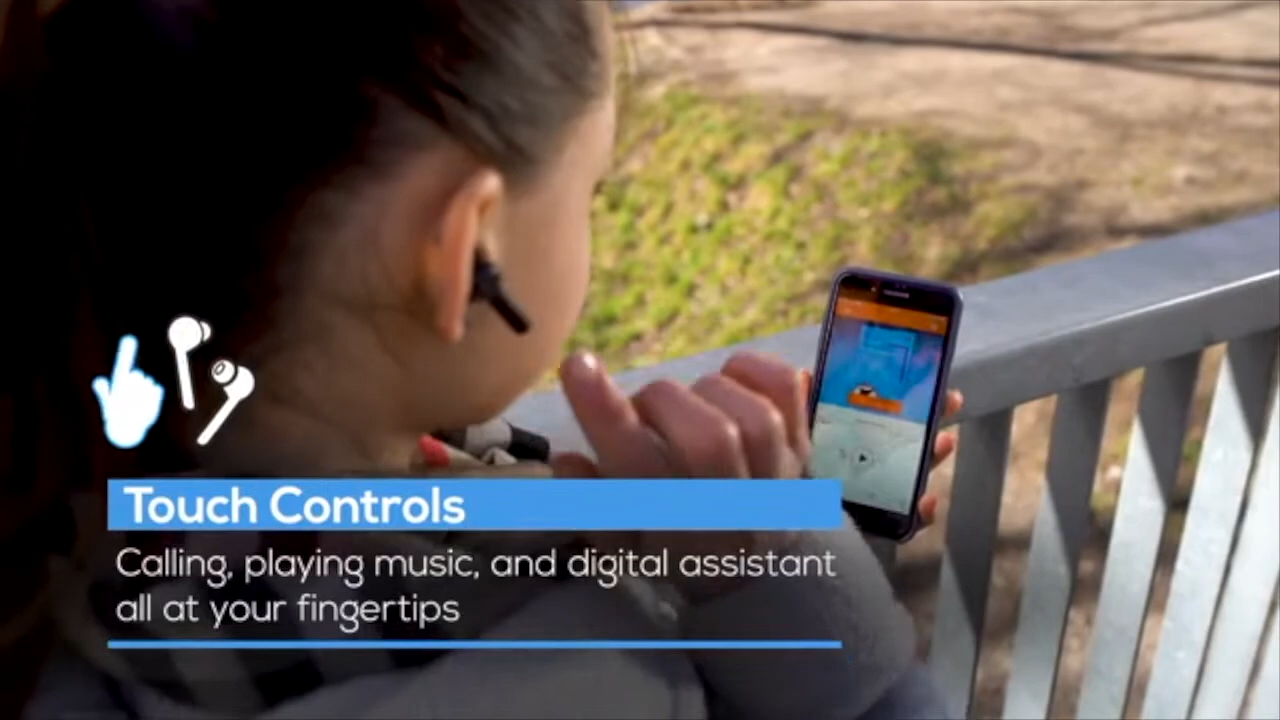 Touch Controls
Calling, playing music, and digital assistant
all at your fingertips